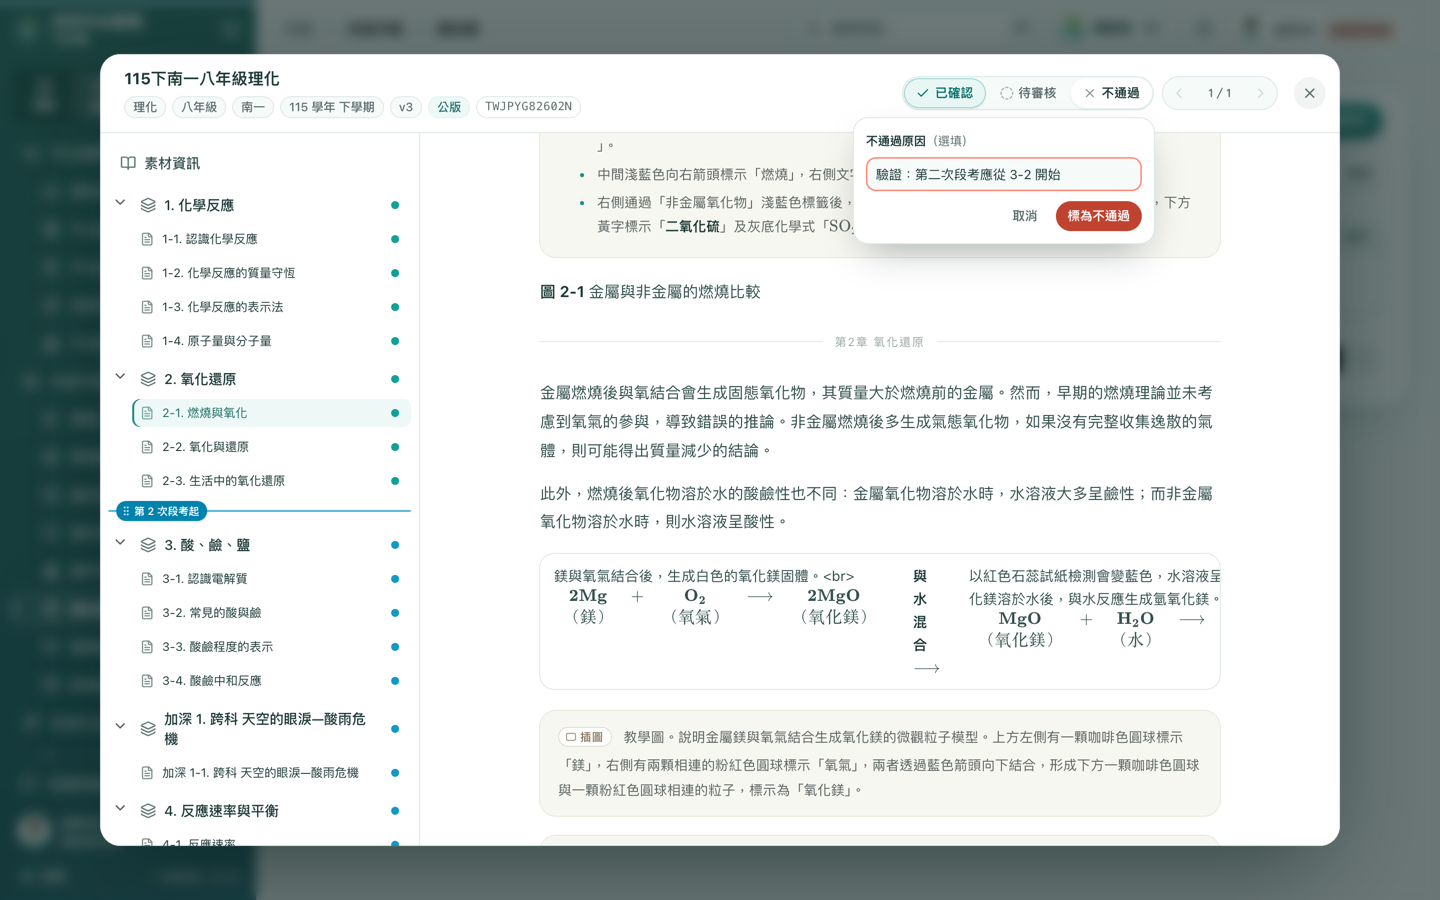 115下南一八年級理化
理化 八年級 南一 115 學年 下學期 v3 公版 TWJPYG82602N
已確認 待審核 不通過
1 / 1
不通過原因（選填）
驗證：第二次段考應從 3-2 開始
取消 標為不通過
素材資訊
1. 化學反應
1-1. 認識化學反應
1-2. 化學反應的質量守恆
1-3. 化學反應的表示法
1-4. 原子量與分子量
2. 氧化還原
2-1. 燃燒與氧化
2-2. 氧化與還原
2-3. 生活中的氧化還原
第 2 次段考起
3. 酸、鹼、鹽
3-1. 認識電解質
3-2. 常見的酸與鹼
3-3. 酸鹼程度的表示
3-4. 酸鹼中和反應
加深 1. 跨科 天空的眼淚—酸雨危
機
加深 1-1. 跨科 天空的眼淚—酸雨危機
4. 反應速率與平衡
4-1. 反應速率
」。
中間淺藍色向右箭頭標示「燃燒」，右側文
右側通過「非金屬氧化物」淺藍色標籤後， ，下方
黃字標示「二氧化硫」及灰底化學式「SO
圖 2-1 金屬與非金屬的燃燒比較
第2章 氧化還原
金屬燃燒後與氧結合會生成固態氧化物，其質量大於燃燒前的金屬。然而，早期的燃燒理論並未考
慮到氧氣的參與，導致錯誤的推論。非金屬燃燒後多生成氣態氧化物，如果沒有完整收集逸散的氣
體，則可能得出質量減少的結論。
此外，燃燒後氧化物溶於水的酸鹼性也不同：金屬氧化物溶於水時，水溶液大多呈鹼性；而非金屬
氧化物溶於水時，則水溶液呈酸性。
鎂與氧氣結合後，生成白色的氧化鎂固體。<br>
2Mg + O₂ ⟶ 2MgO
（鎂） （氧氣） （氧化鎂）
與
水
混
合
⟶
以紅色石蕊試紙檢測會變藍色，水溶液呈
化鎂溶於水後，與水反應生成氫氧化鎂。
MgO + H₂O ⟶
（氧化鎂） （水）
插圖 教學圖。說明金屬鎂與氧氣結合生成氧化鎂的微觀粒子模型。上方左側有一顆咖啡色圓球標示
「鎂」，右側有兩顆相連的粉紅色圓球標示「氧氣」，兩者透過藍色箭頭向下結合，形成下方一顆咖啡色圓球
與一顆粉紅色圓球相連的粒子，標示為「氧化鎂」。